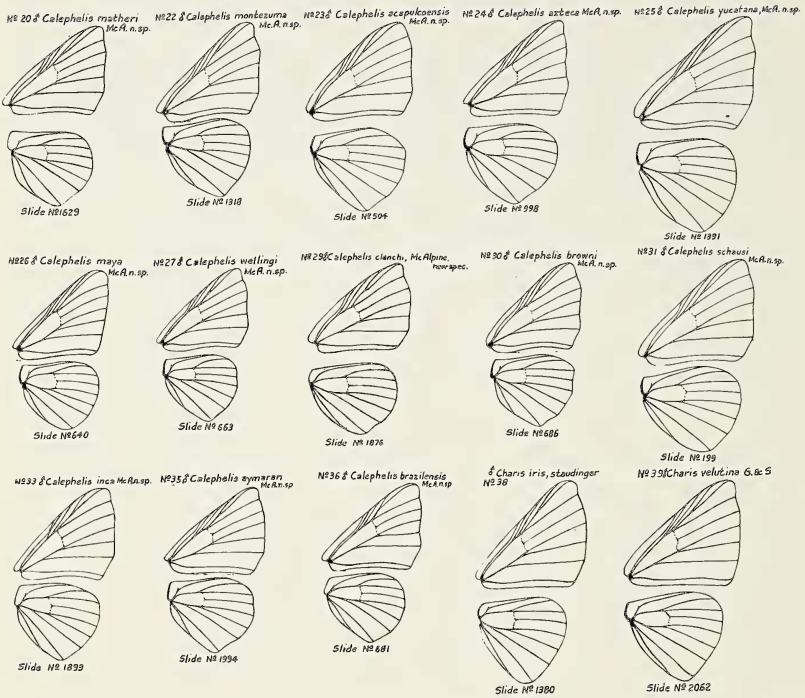 Nº 20 ♂ Calephelis matheri
McA. n. sp.
Slide Nº 1629
Nº 22 ♂ Calephelis montezuma
McA. n. sp.
Slide Nº 1318
Nº 23 ♂ Calephelis acapulcoensis
McA. n. sp.
Slide Nº 504
Nº 24 ♂ Calephelis azteca McA. n. sp.
Slide Nº 998
Nº 25 ♂ Calephelis yucatana, McA. n. sp.
Slide Nº 1391
Nº 26 ♂ Calephelis maya
McA. n. sp.
Slide Nº 640
Nº 27 ♂ Calephelis wellingi
McA. n. sp.
Slide Nº 663
Nº 29 ♂ Calephelis clenchi, McAlpine.
new spec.
Slide Nº 1876
Nº 30 ♂ Calephelis browni
McA. n. sp.
Slide Nº 686
Nº 31 ♂ Calephelis schausi
McA. n. sp.
Slide Nº 199
Nº 33 ♂ Calephelis inca McA. n. sp.
Slide Nº 1899
Nº 35 ♂ Calephelis aymaran
McA. n. sp
Slide Nº 1994
Nº 36 ♂ Calephelis brazilensis
McA. n. sp
Slide Nº 681
♂ Charis iris, staudinger
Nº 38
Slide Nº 1380
Nº 39 ♂ Charis velutina G. & S
Slide Nº 2062